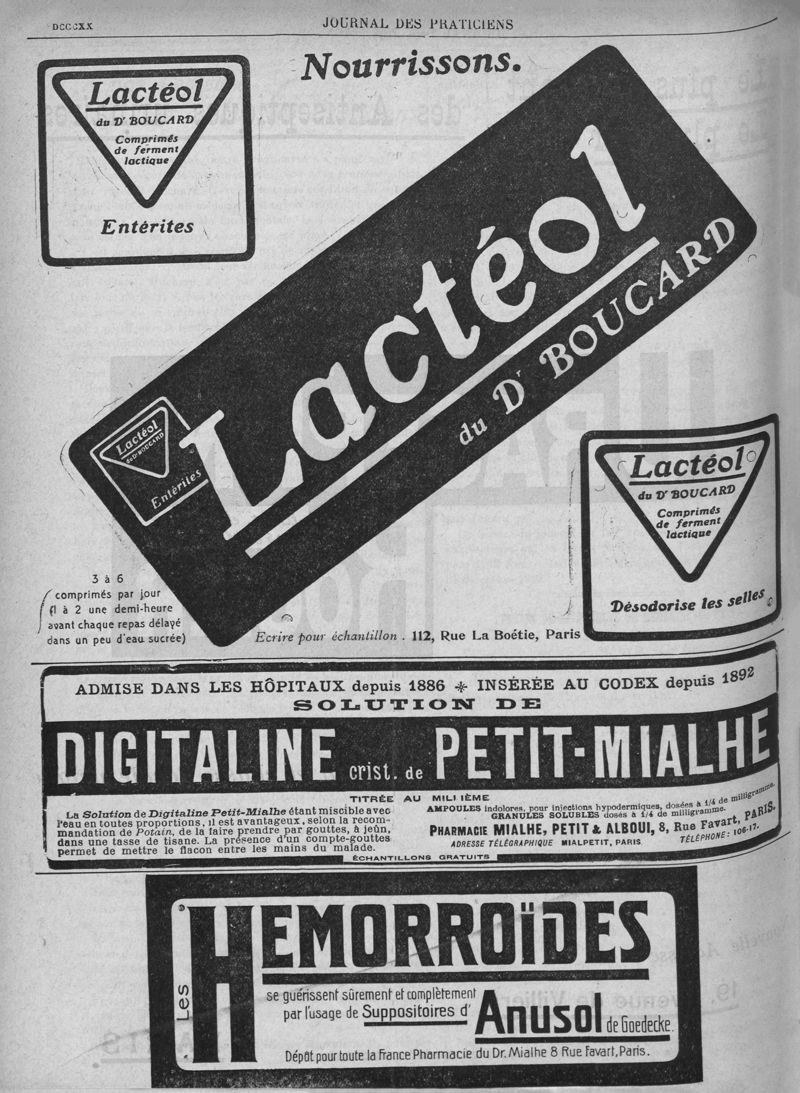 DCCCXX
JOURNAL DES PRATICIENS
Nourrissons.
Lactéol
du Dr BOUCARD
Comprimés
de ferment
lactique
Entérites
Lactéol
du Dr BOUCARD
Lactéol
du Dr BOUCARD
Entérites
Lactéol
du Dr BOUCARD
Comprimés
de ferment
lactique
Désodorise les selles
3 à 6
comprimés par jour
(1 à 2 une demi-heure
avant chaque repas délayé
dans un peu d'eau sucrée)
Ecrire pour échantillon . 112, Rue La Boétie, Paris
ADMISE DANS LES HÔPITAUX depuis 1886 ❉ INSÉRÉE AU CODEX depuis 1892
SOLUTION DE
DIGITALINE crist. de PETIT-MIALHE
TITRÉE AU MILLIÈME
La Solution de Digitaline Petit-Mialhe étant miscible avec
l'eau en toutes proportions, il est avantageux, selon la recom-
mandation de Potain, de la faire prendre par gouttes, à jeûn,
dans une tasse de tisane. La présence d'un compte-gouttes
permet de mettre le flacon entre les mains du malade.
AMPOULES indolores, pour injections hypodermiques, dosées à 1/4 de milligramme.
GRANULES SOLUBLES dosés à 1/4 de milligramme.
PHARMACIE MIALHE, PETIT & ALBOUI, 8, Rue Favart, PARIS.
ADRESSE TÉLÉGRAPHIQUE MIALPETIT, PARIS TÉLÉPHONE: 106-17.
ÉCHANTILLONS GRATUITS
LES HEMORROÏDES
se guérissent sûrement et complètement
par l'usage de Suppositoires d'Anusol de Goedecke.
Dépôt pour toute la France Pharmacie du Dr. Mialhe 8 Rue Favart, Paris.